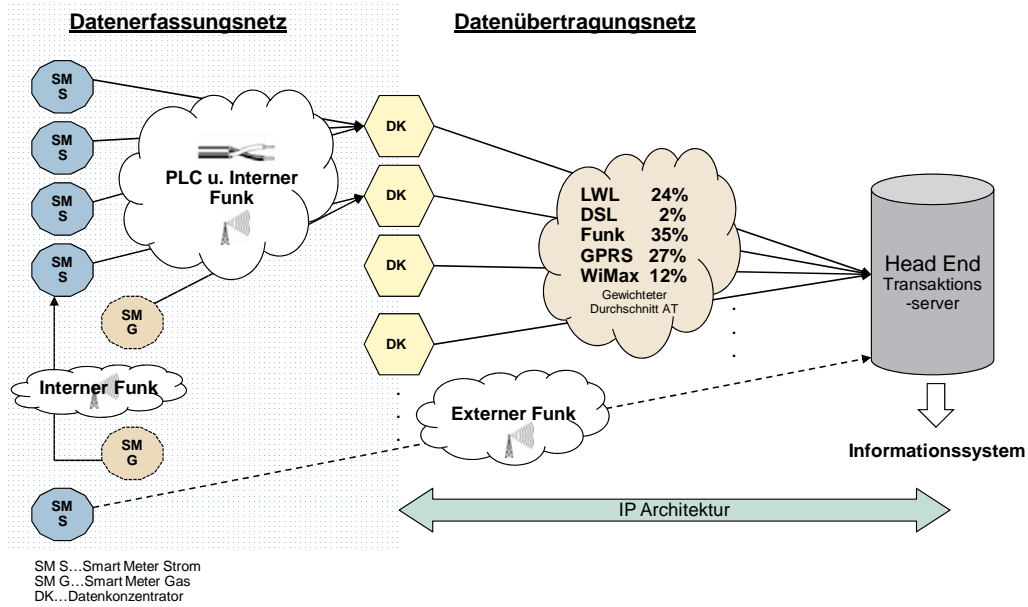 Datenerfassungsnetz
Datenübertragungsnetz
SM
S
SM
S
SM
S
SM
S
SM
G
PLC u. Interner
Funk
DK
DK
DK
DK
LWL 24%
DSL 2%
Funk 35%
GPRS 27%
WiMax 12%
Gewichteter
Durchschnitt AT
Head End
Transaktions
-server
Interner Funk
Externer Funk
SM
G
SM
S
Informationssystem
IP Architektur
SM S...Smart Meter Strom
SM G...Smart Meter Gas
DK...Datenkonzentrator